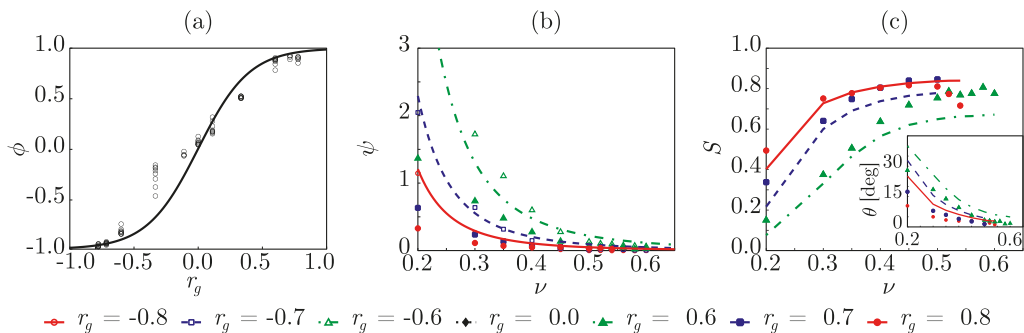 (a)
(b)
(c)
1.0
0.5
0.0
-0.5
-1.0
ϕ
-1.0 -0.5 0.0 0.5 1.0
r_g
3
2
1
0
ψ
0.2 0.3 0.4 0.5 0.6
ν
1.0
0.8
0.6
0.4
0.2
0.0
S
0.2 0.3 0.4 0.5 0.6
ν
45
30
15
0
θ [deg]
0.2 0.6
r_g = -0.8 r_g = -0.7 r_g = -0.6 r_g = 0.0 r_g = 0.6 r_g = 0.7 r_g = 0.8